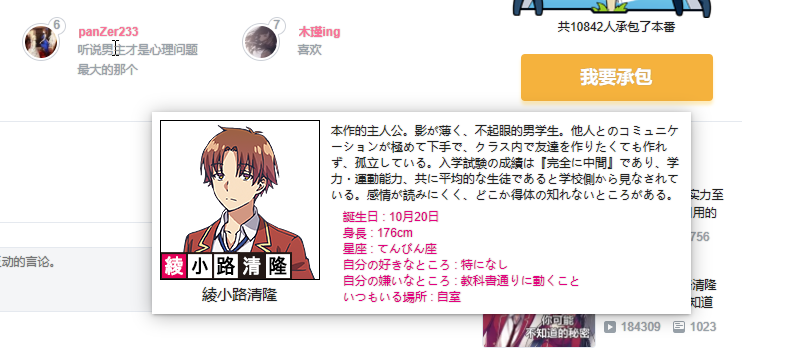 6
panZer233
听说男生才是心理问题
最大的那个
7
木瑾ing
喜欢
共10842人承包了本番
我要承包
本作的主人公。影が薄く、不起眼的男学生。他人とのコミュニケ
ーションが極めて下手で、クラス内で友達を作りたくても作れ
ず、孤立している。入学試験の成績は『完全に中間』であり、学
力・運動能力、共に平均的な生徒であると学校側から見なされて
いる。感情が読みにくく、どこか得体の知れないところがある。
誕生日 : 10月20日
身長 : 176cm
星座 : てんびん座
自分の好きなところ : 特になし
自分の嫌いなところ : 教科書通りに動くこと
いつもいる場所 : 自室
綾小路清隆
綾小路清隆
互动的言论。
实力至
用的
756
清隆
知道
你可能
不知道的秘密
184309
1023